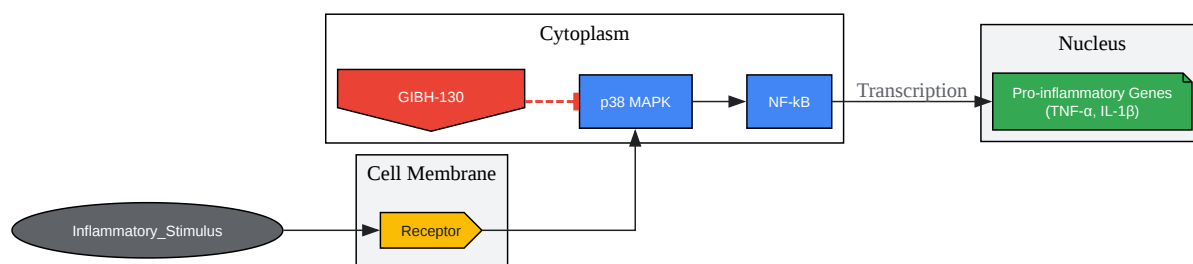 Cytoplasm
GIBH-130
p38 MAPK
NF-kB
Transcription
Nucleus
Pro-inflammatory Genes
(TNF-α, IL-1β)
Cell Membrane
Receptor
Inflammatory_Stimulus